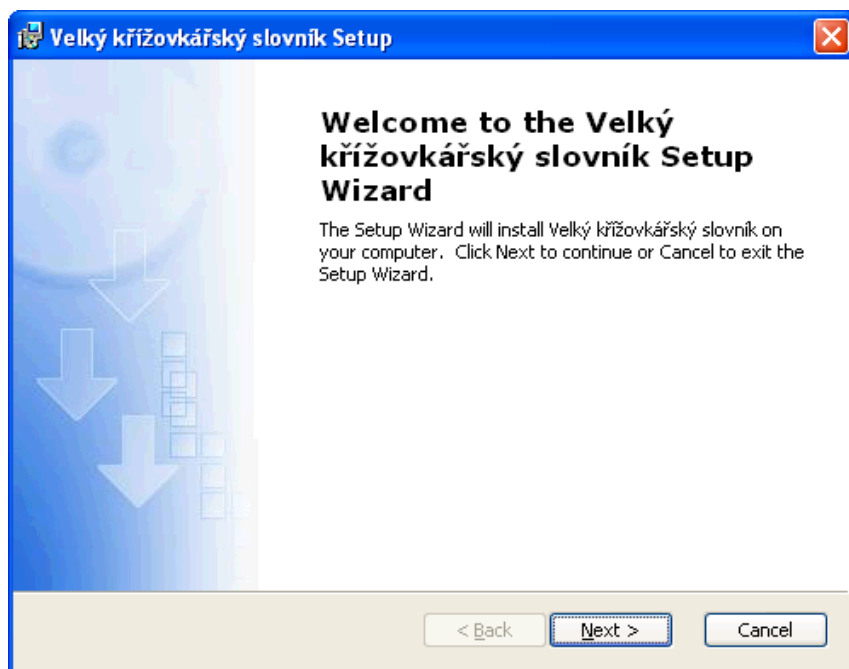 Velký křížovkářský slovník Setup
Welcome to the Velký
křížovkářský slovník Setup
Wizard
The Setup Wizard will install Velký křížovkářský slovník on
your computer. Click Next to continue or Cancel to exit the
Setup Wizard.
< Back Next > Cancel